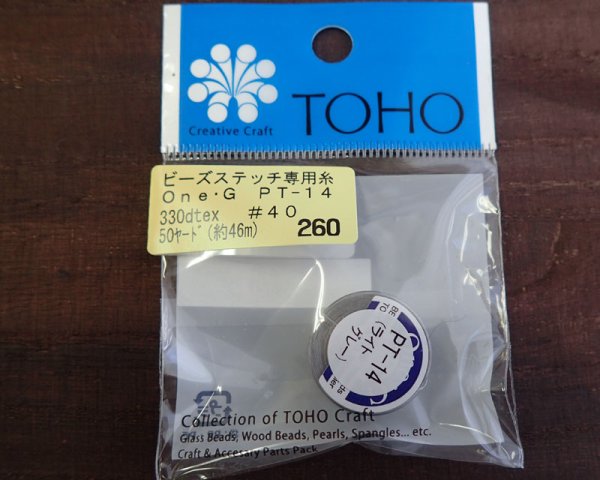 Creative Craft
TOHO
ビーズステッチ専用糸
One・G PT-14
330dtex #40
50ヤード(約46m) 260
PT-14
(ライト
グレー)
Collection of TOHO Craft
Glass Beads, Wood Beads, Pearls, Spangles... etc.
Craft & Accesary Parts Pack